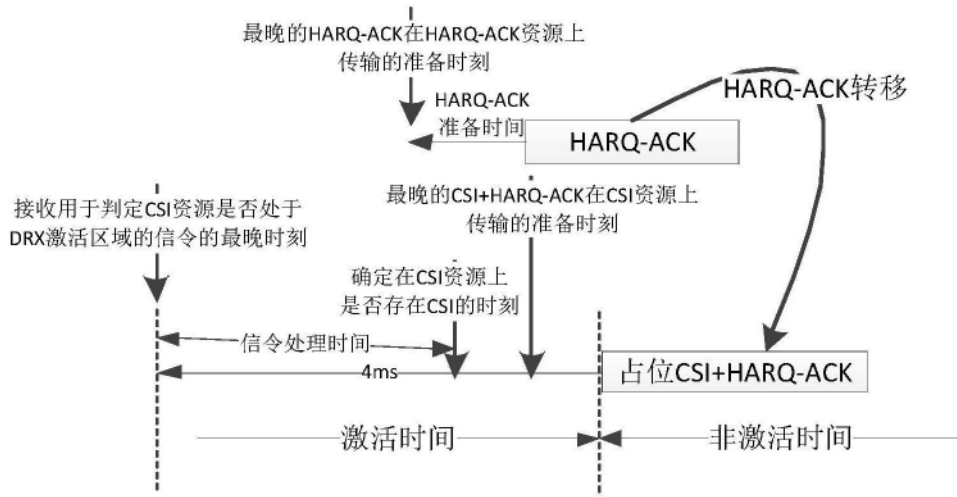 最晚的HARQ-ACK在HARQ-ACK资源上
传输的准备时刻
HARQ-ACK
准备时间
HARQ-ACK转移
HARQ-ACK
最晚的CSI+HARQ-ACK在CSI资源上
传输的准备时刻
接收用于判定CSI资源是否处于
DRX激活区域的信令的最晚时刻
确定在CSI资源上
是否存在CSI的时刻
信令处理时间
4ms
占位CSI+HARQ-ACK
激活时间
非激活时间